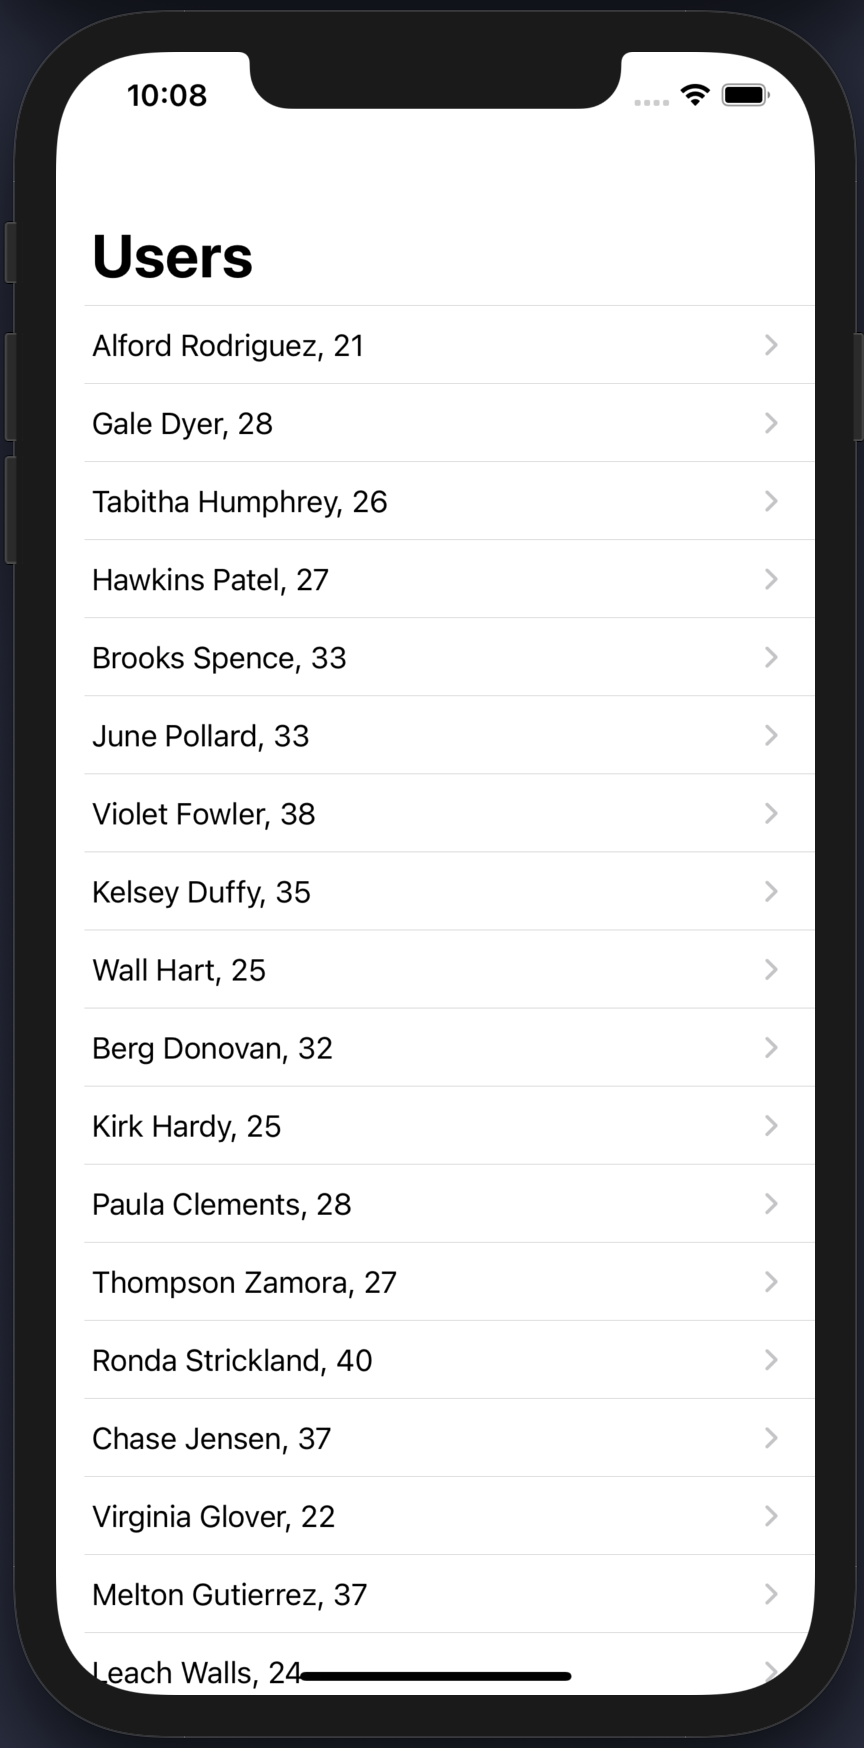 10:08
Users
Alford Rodriguez, 21
Gale Dyer, 28
Tabitha Humphrey, 26
Hawkins Patel, 27
Brooks Spence, 33
June Pollard, 33
Violet Fowler, 38
Kelsey Duffy, 35
Wall Hart, 25
Berg Donovan, 32
Kirk Hardy, 25
Paula Clements, 28
Thompson Zamora, 27
Ronda Strickland, 40
Chase Jensen, 37
Virginia Glover, 22
Melton Gutierrez, 37
Leach Walls, 24